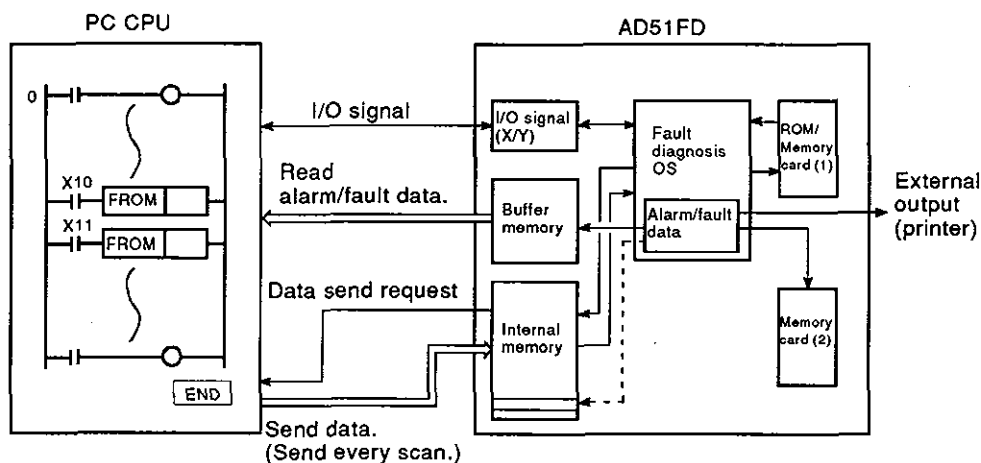 PC CPU
AD51FD
0
I/O signal
I/O signal
(X/Y)
Fault
diagnosis
OS
ROM/
Memory
card (1)
Read
alarm/fault data.
X10
FROM
Buffer
memory
Alarm/fault
data
External
output
(printer)
X11
FROM
Data send request
Internal
memory
Memory
card (2)
END
Send data.
(Send every scan.)